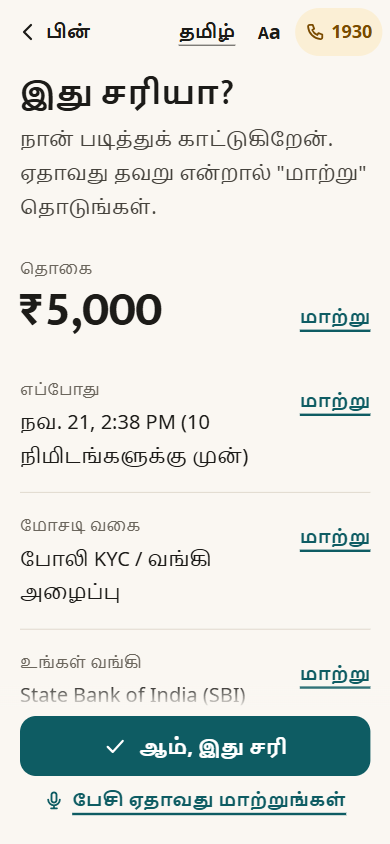 பின் தமிழ் Aa 1930
இது சரியா?
நான் படித்துக் காட்டுகிறேன்.
ஏதாவது தவறு என்றால் "மாற்று"
தொடுங்கள்.
தொகை
₹5,000 மாற்று
எப்போது
மாற்று
நவ. 21, 2:38 PM (10
நிமிடங்களுக்கு முன்)
மோசடி வகை
மாற்று
போலி KYC / வங்கி
அழைப்பு
உங்கள் வங்கி
மாற்று
State Bank of India (SBI)
ஆம், இது சரி
பேசி ஏதாவது மாற்றுங்கள்